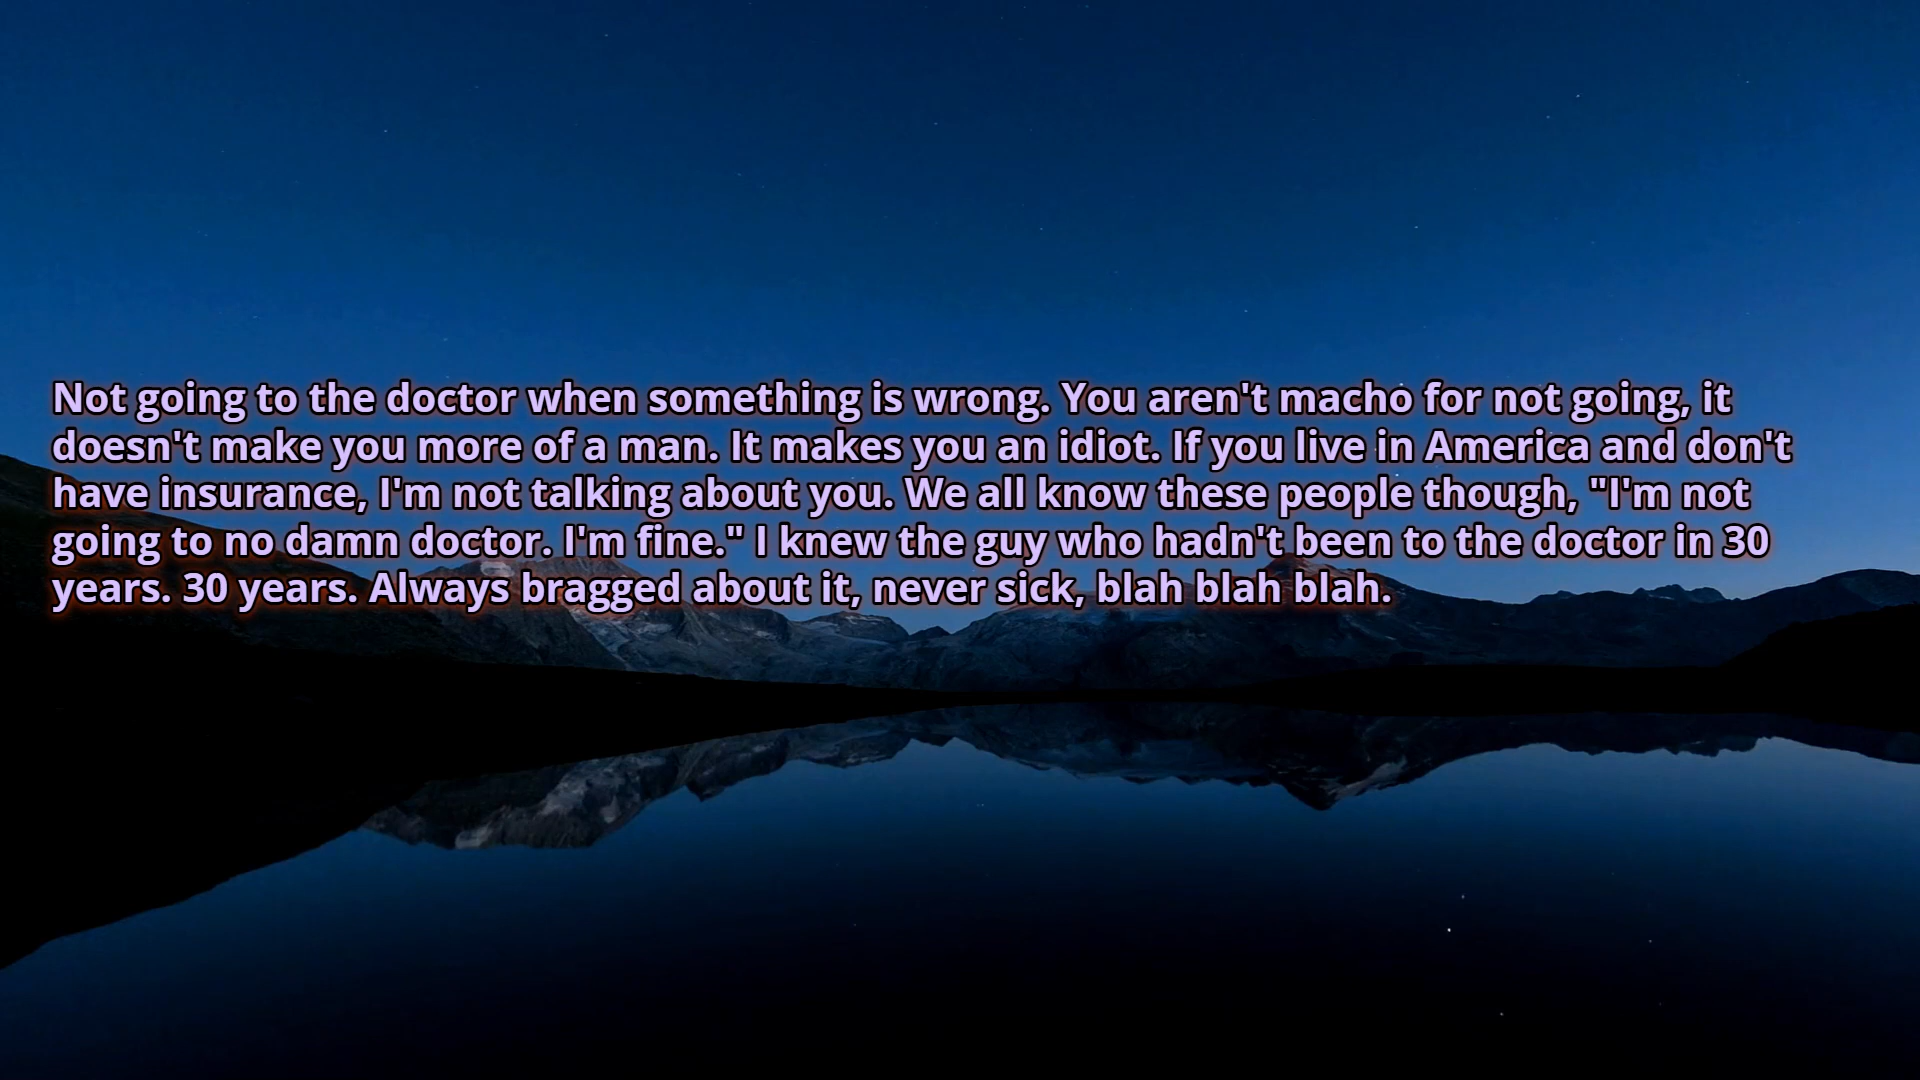 Not going to the doctor when something is wrong. You aren't macho for not going, it
doesn't make you more of a man. It makes you an idiot. If you live in America and don't
have insurance, I'm not talking about you. We all know these people though, "I'm not
going to no damn doctor. I'm fine." I knew the guy who hadn't been to the doctor in 30
years. 30 years. Always bragged about it, never sick, blah blah blah.